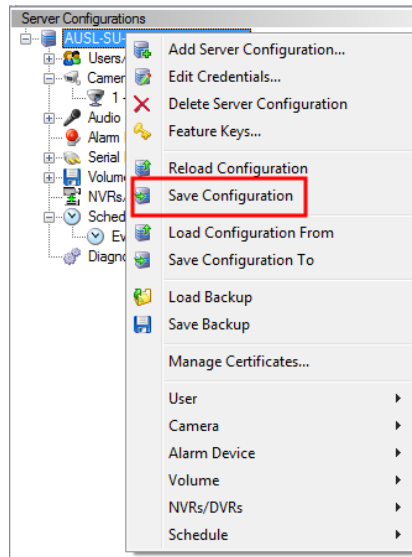 Server Configurations
AUSL-SU-
Users/
Camer
1 -
Audio
Alarm
Serial
Volum
NVRs/
Sched
Ev
Diagno
Add Server Configuration...
Edit Credentials...
Delete Server Configuration
Feature Keys...
Reload Configuration
Save Configuration
Load Configuration From
Save Configuration To
Load Backup
Save Backup
Manage Certificates...
User
Camera
Alarm Device
Volume
NVRs/DVRs
Schedule